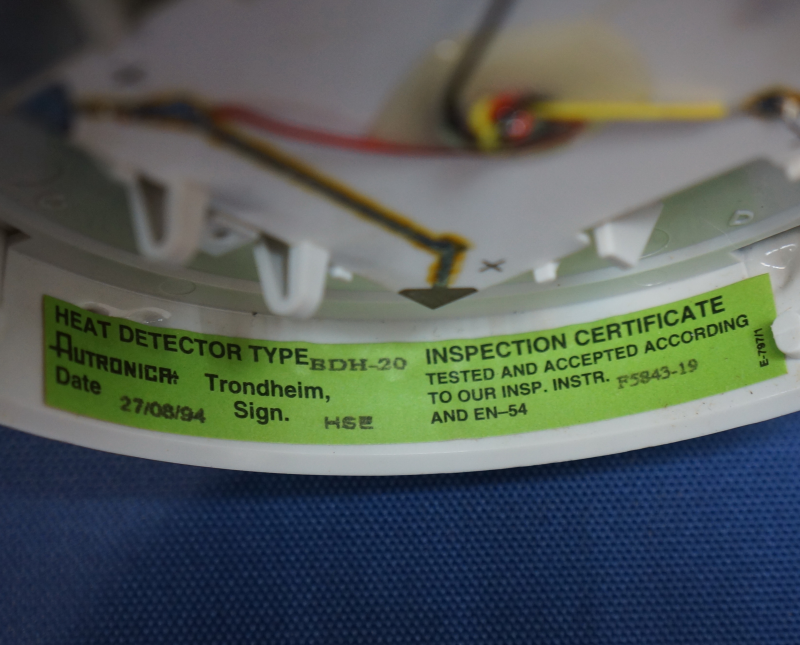 HEAT DETECTOR TYPE BDH-20
AUTRONICA Trondheim,
Date 27/08/94 Sign. HSE
INSPECTION CERTIFICATE
TESTED AND ACCEPTED ACCORDING
TO OUR INSP. INSTR. F5843-19
AND EN-54
E-797/1